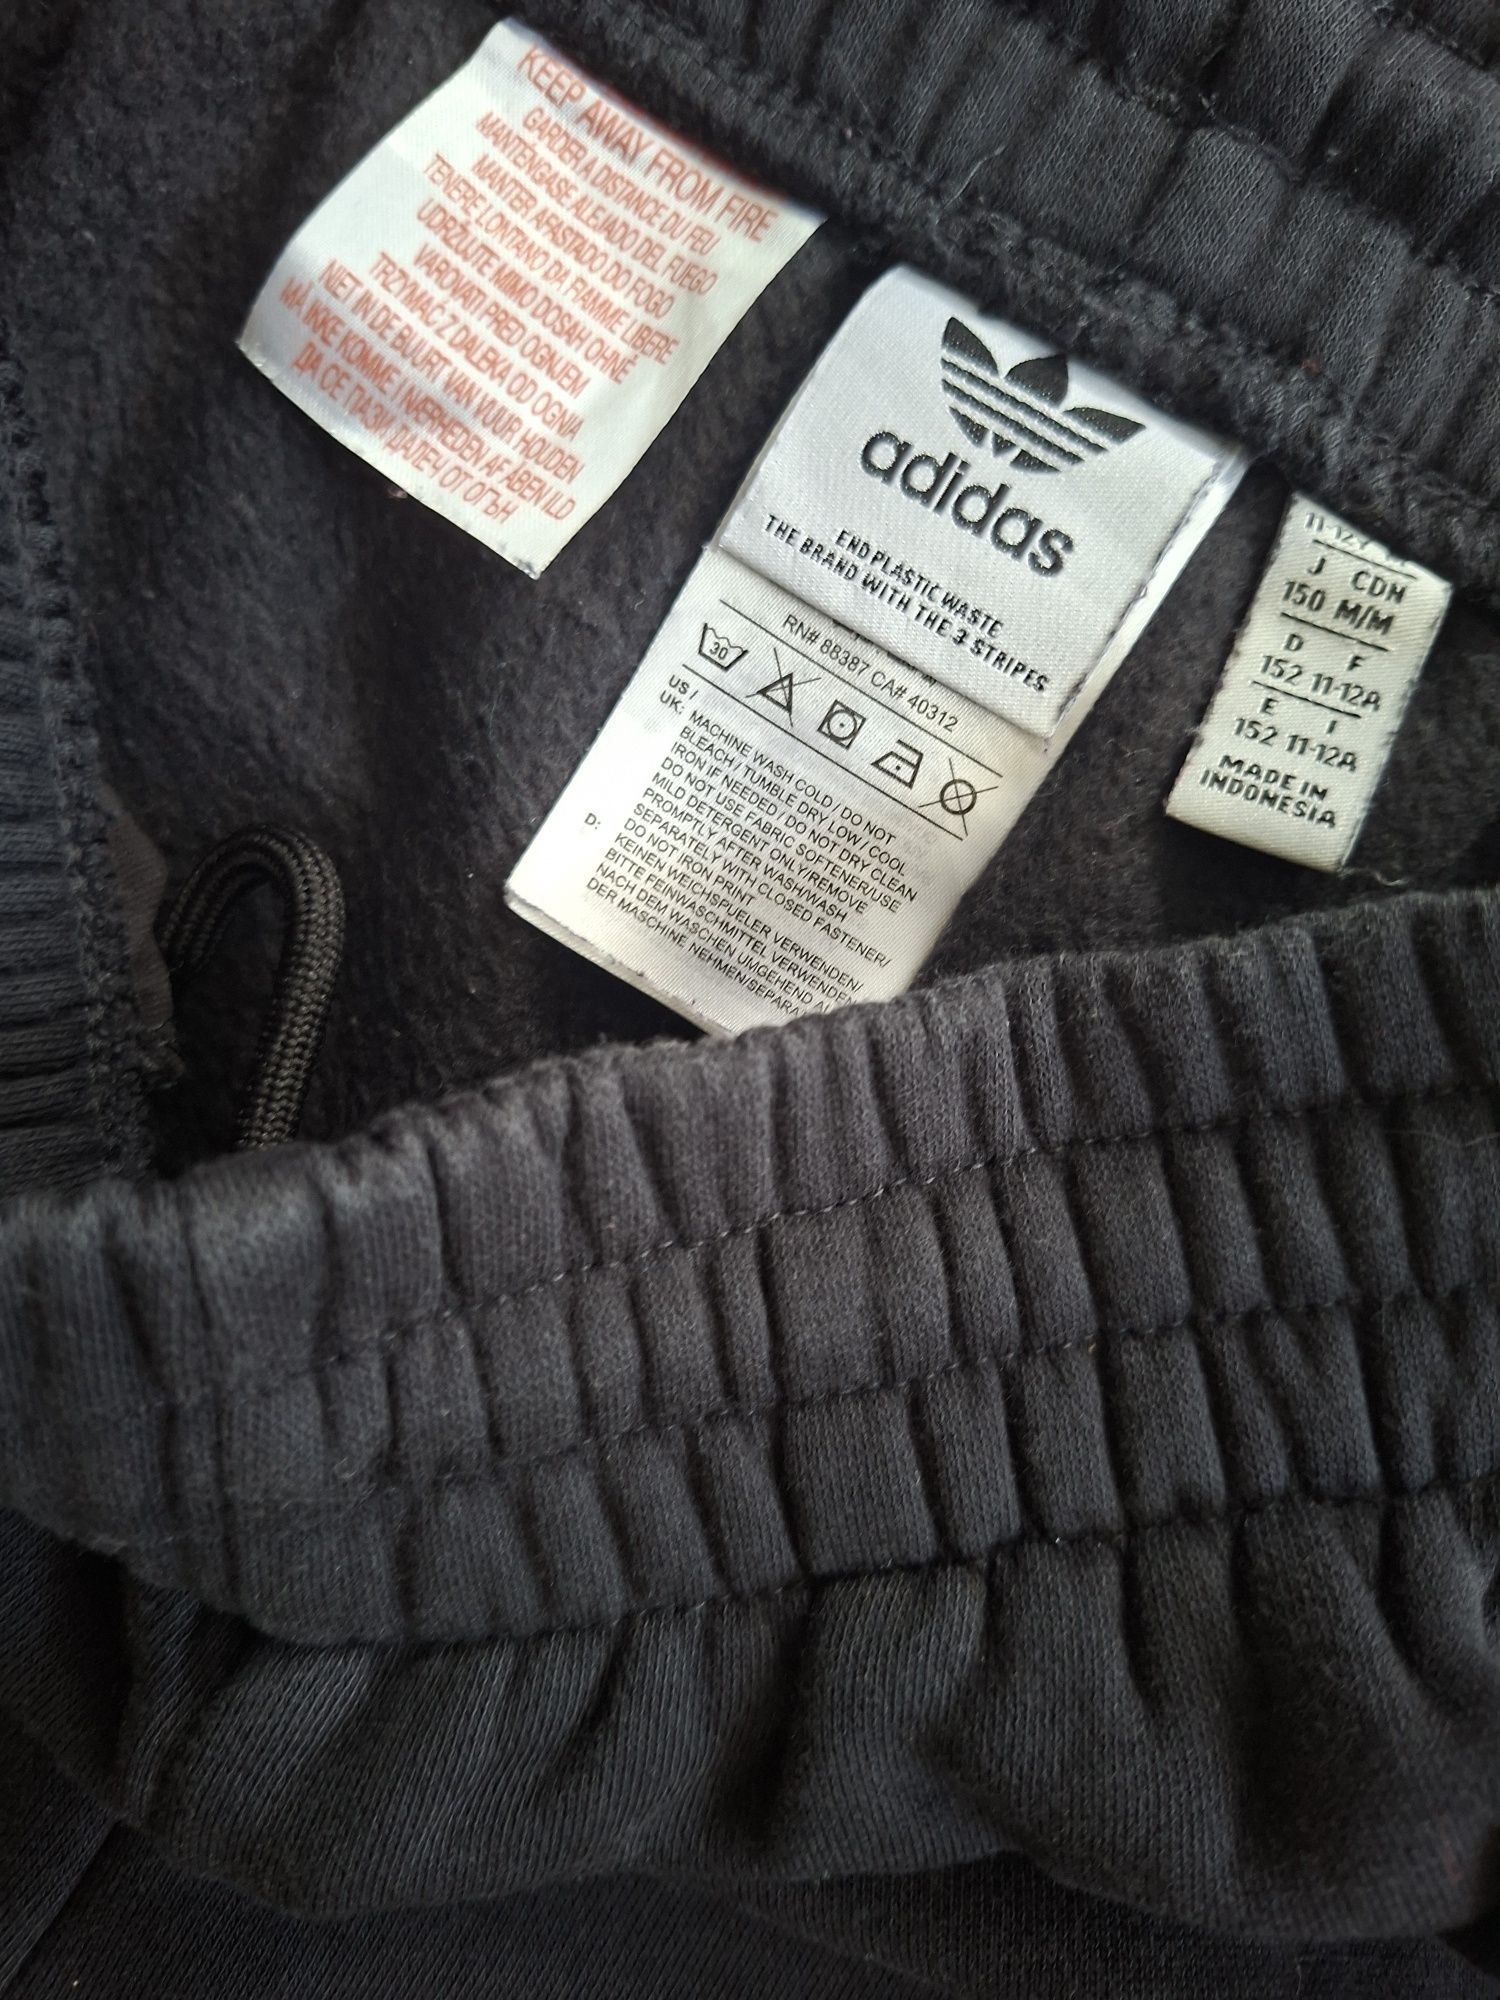 KEEP AWAY FROM FIRE
GARDER A DISTANCE DU FEU
MANTENGASE ALEJADO DEL FUEGO
MANTER AFASTADO DO FOGO
TENERE LONTANO DA FIAMME LIBERE
UDRŽUJTE MIMO DOSAH OHNĚ
VAROVATI PRED OGNJEM
TRZYMAĆ Z DALEKA OD OGNIA
NIET IN DE BUURT VAN VUUR HOUDEN
MÅ IKKE KOMME I NÆRHEDEN AF ÅBEN ILD
ДА СЕ ПАЗИ ДАЛЕЧ ОТ ОГЪН
adidas
END PLASTIC WASTE
THE BRAND WITH THE 3 STRIPES
RN# 88387 CA# 40312
30
US /
UK: MACHINE WASH COLD / DO NOT
BLEACH / TUMBLE DRY LOW / COOL
IRON IF NEEDED / DO NOT DRY CLEAN
DO NOT USE FABRIC SOFTENER/USE
MILD DETERGENT ONLY/REMOVE
PROMPTLY AFTER WASH/WASH
SEPARATELY WITH CLOSED FASTENER/
DO NOT IRON PRINT
D: KEINEN WEICHSPUELER VERWENDEN/
BITTE FEINWASCHMITTEL VERWENDEN/
NACH DEM WASCHEN UMGEHEND
DER MASCHINE NEHMEN/
11-12Y
J CDN
150 M/M
D F
152 11-12A
E I
152 11-12A
MADE IN
INDONESIA